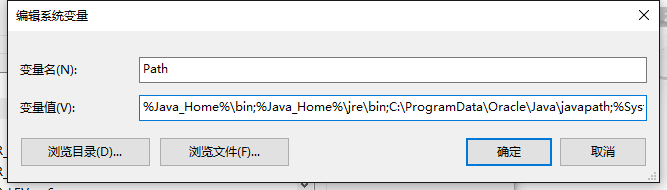 编辑系统变量
变量名(N):
Path
变量值(V):
%Java_Home%\bin;%Java_Home%\jre\bin;C:\ProgramData\Oracle\Java\javapath;%Sys
浏览目录(D)...
浏览文件(F)...
确定
取消